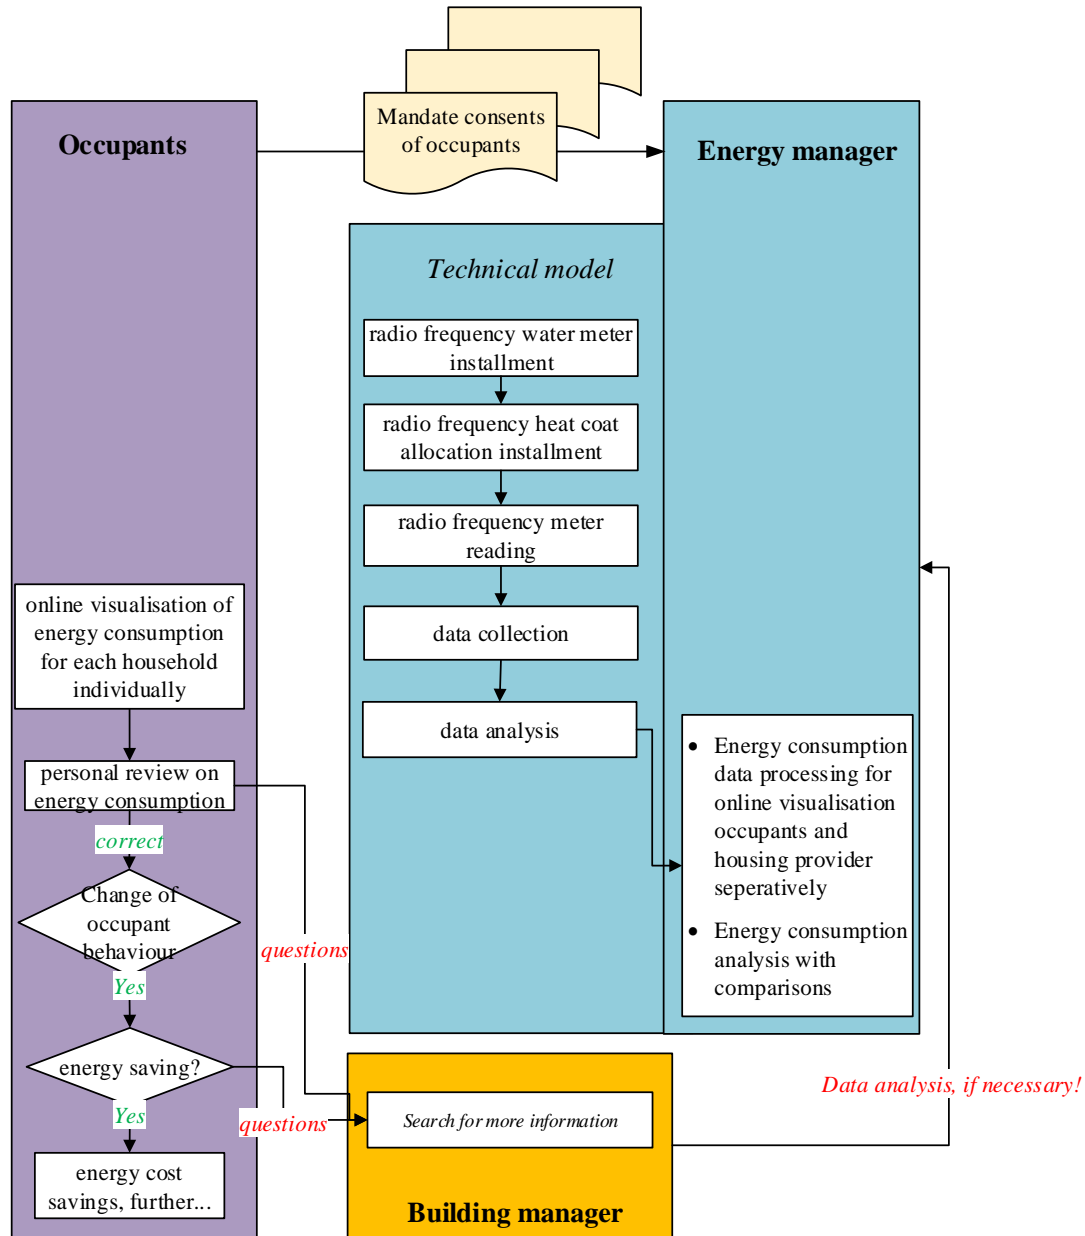 Mandate consents
of occupants
Occupants
Energy manager
Technical model
radio frequency water meter
installment
radio frequency heat coat
allocation installment
radio frequency meter
reading
data collection
data analysis
online visualisation of
energy consumption
for each household
individually
personal review on
energy consumption
correct
Change of
occupant
behaviour
Yes
energy saving?
Yes
energy cost
savings, further...
questions
questions
• Energy consumption
data processing for
online visualisation
occupants and
housing provider
seperatively
• Energy consumption
analysis with
comparisons
Search for more information
Building manager
Data analysis, if necessary!